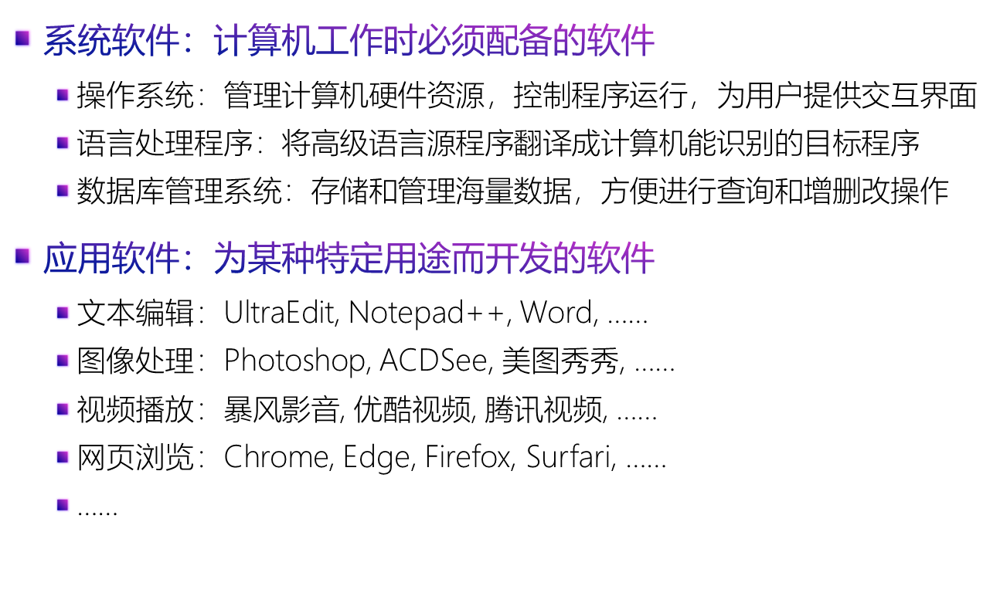 系统软件：计算机工作时必须配备的软件
操作系统：管理计算机硬件资源，控制程序运行，为用户提供交互界面
语言处理程序：将高级语言源程序翻译成计算机能识别的目标程序
数据库管理系统：存储和管理海量数据，方便进行查询和增删改操作
应用软件：为某种特定用途而开发的软件
文本编辑：UltraEdit, Notepad++, Word, ……
图像处理：Photoshop, ACDSee, 美图秀秀, ……
视频播放：暴风影音, 优酷视频, 腾讯视频, ……
网页浏览：Chrome, Edge, Firefox, Surfari, ……
……